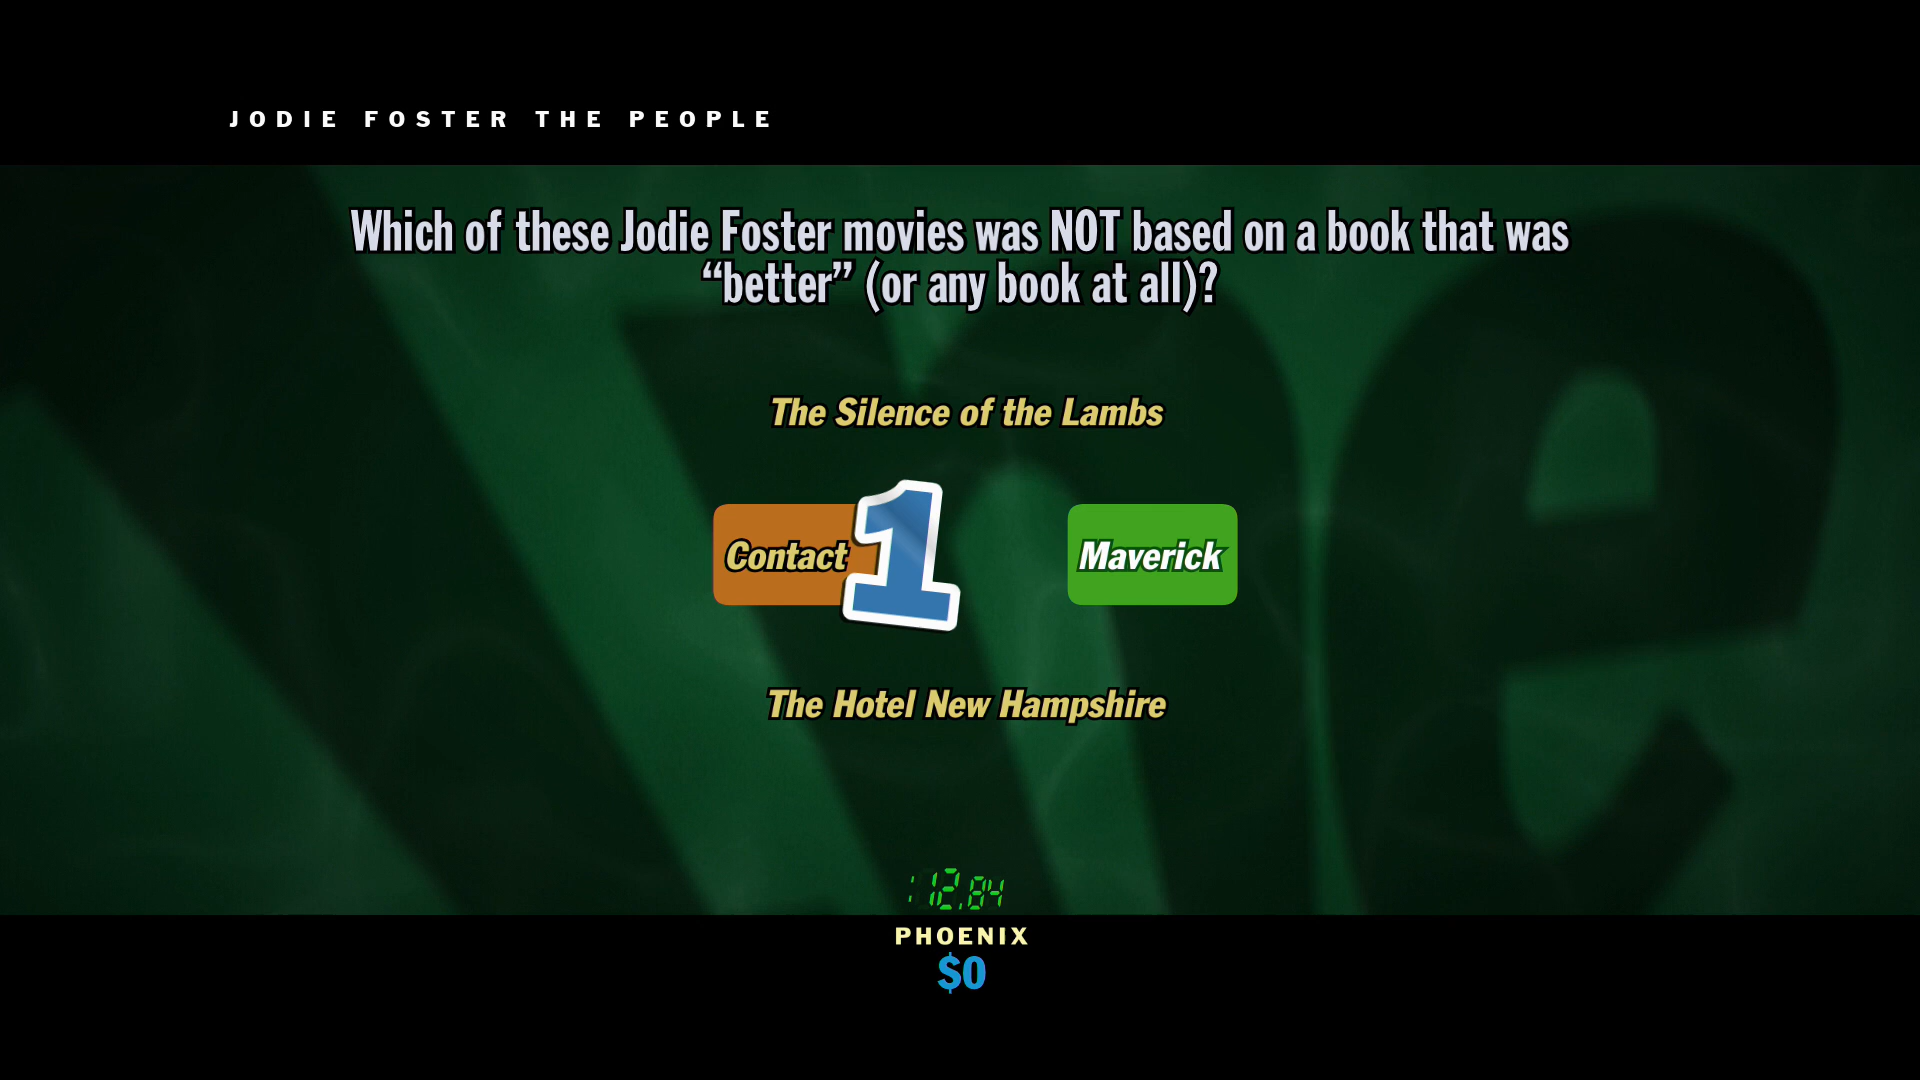 JODIE FOSTER THE PEOPLE
Which of these Jodie Foster movies was NOT based on a book that was
“better” (or any book at all)?
The Silence of the Lambs
Contact 1 Maverick
The Hotel New Hampshire
12.84
PHOENIX
$0